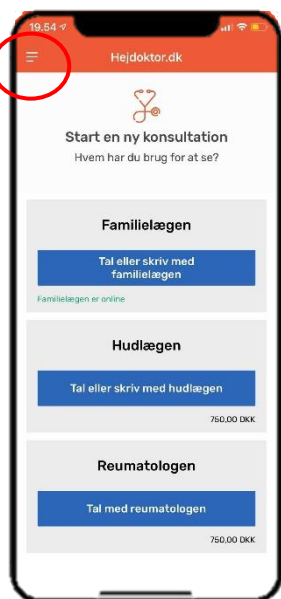 19.54
Hejdoktor.dk
Start en ny konsultation
Hvem har du brug for at se?
Familielægen
Tal eller skriv med
familielægen
Familielægen er online
Hudlægen
Tal eller skriv med hudlægen
750,00 DKK
Reumatologen
Tal med reumatologen
750,00 DKK